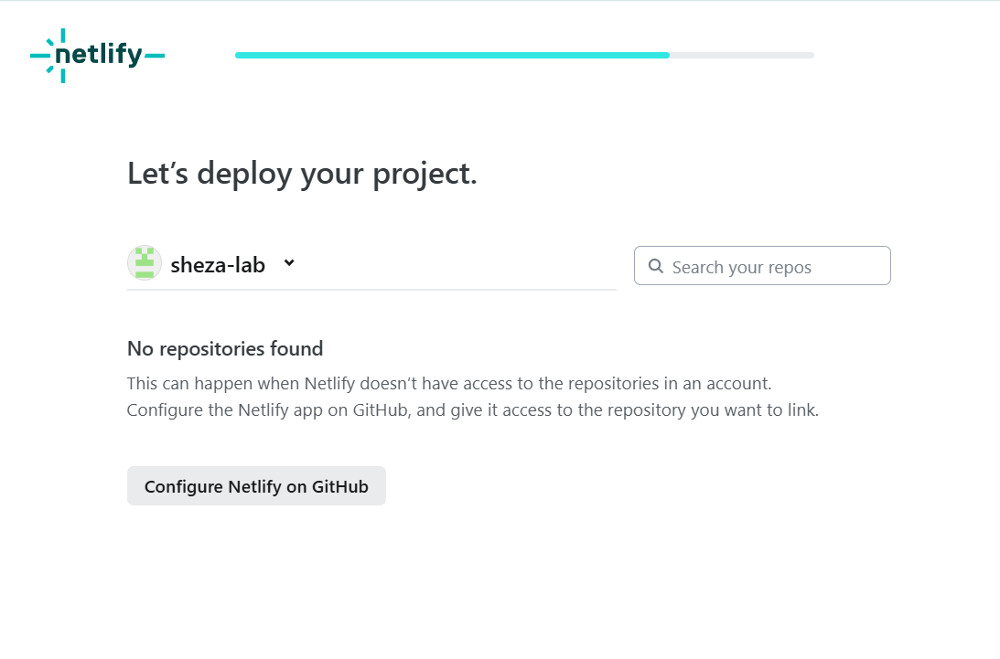 netlify
Let’s deploy your project.
sheza-lab
Search your repos
No repositories found
This can happen when Netlify doesn’t have access to the repositories in an account.
Configure the Netlify app on GitHub, and give it access to the repository you want to link.
Configure Netlify on GitHub